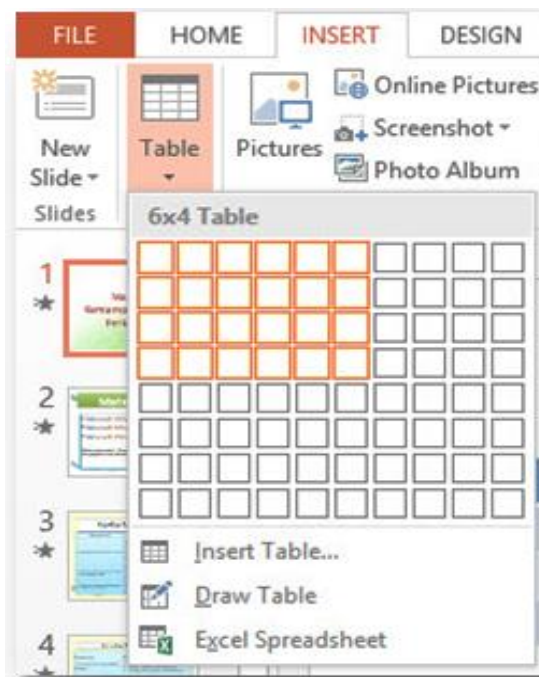 FILE HOME INSERT DESIGN
New Slide
Table
Pictures
Online Pictures
Screenshot
Photo Album
Slides
6x4 Table
1
2
3
4
Insert Table...
Draw Table
Excel Spreadsheet